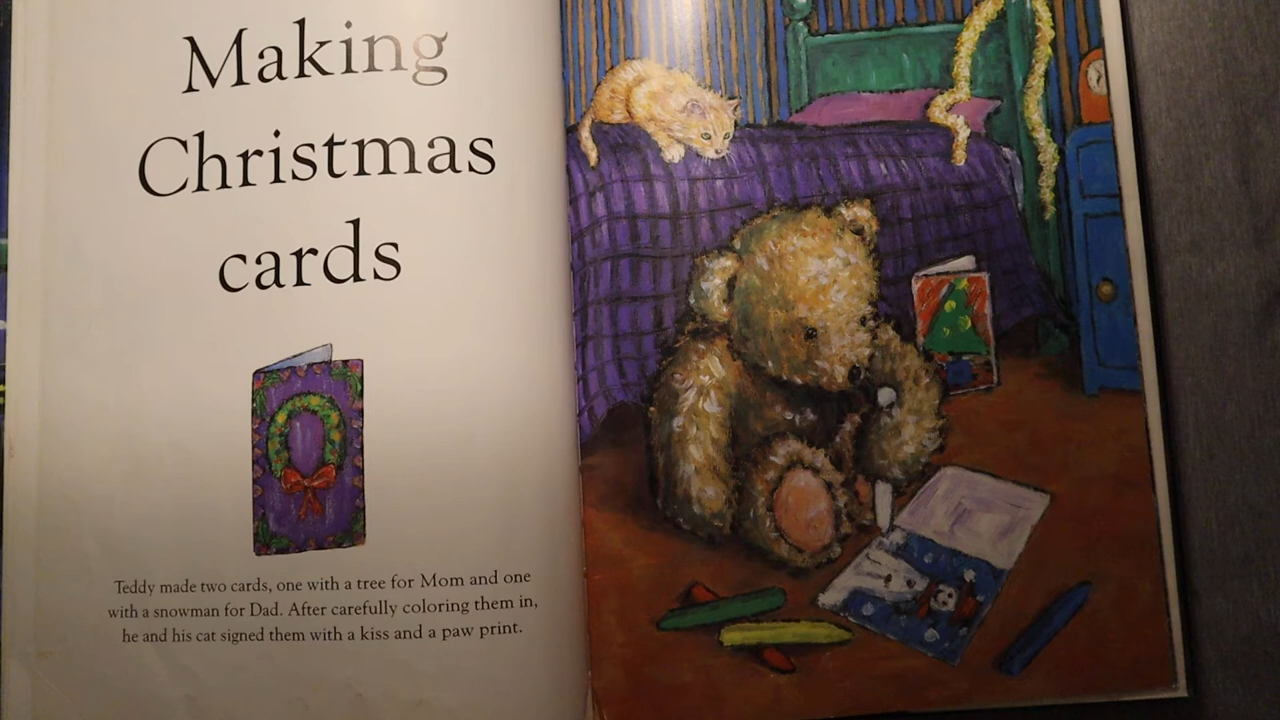 Making
Christmas
cards
Teddy made two cards, one with a tree for Mom and one
with a snowman for Dad. After carefully coloring them in,
he and his cat signed them with a kiss and a paw print.